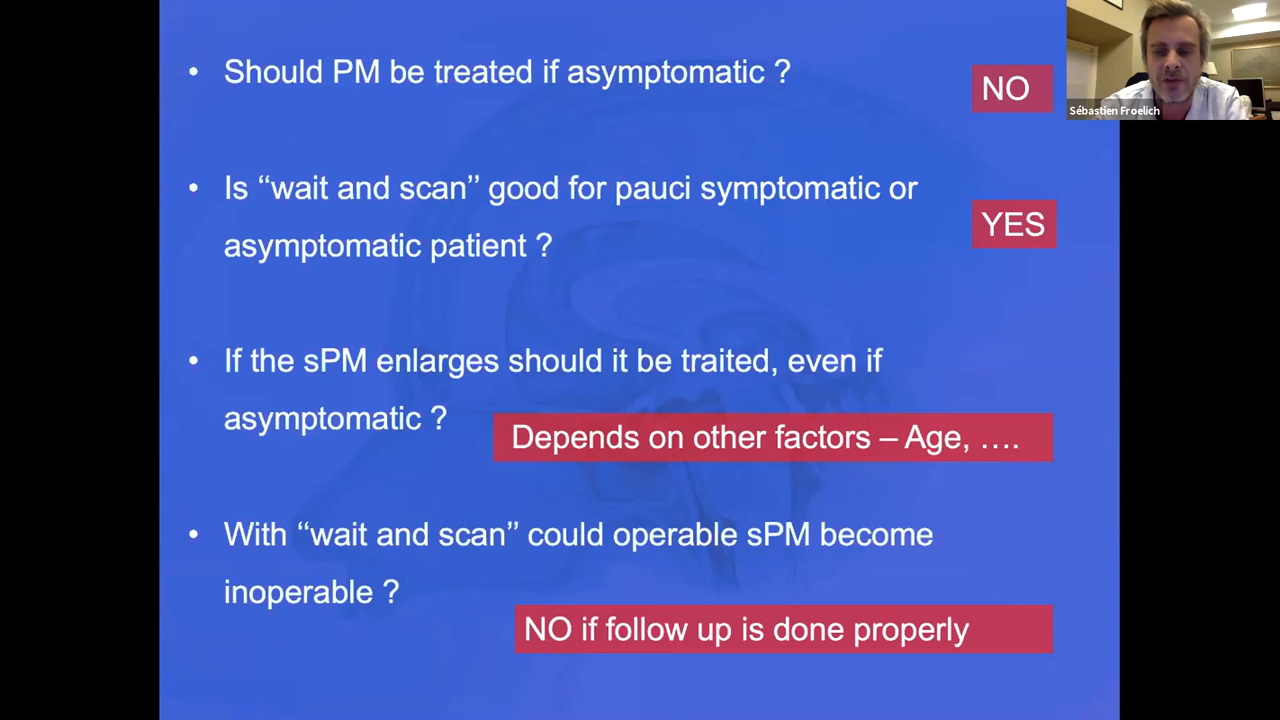 • Should PM be treated if asymptomatic ?
NO
Sébastien Froelich
• Is “wait and scan” good for pauci symptomatic or
asymptomatic patient ?
YES
• If the sPM enlarges should it be traited, even if
asymptomatic ?
Depends on other factors – Age, ….
• With “wait and scan” could operable sPM become
inoperable ?
NO if follow up is done properly